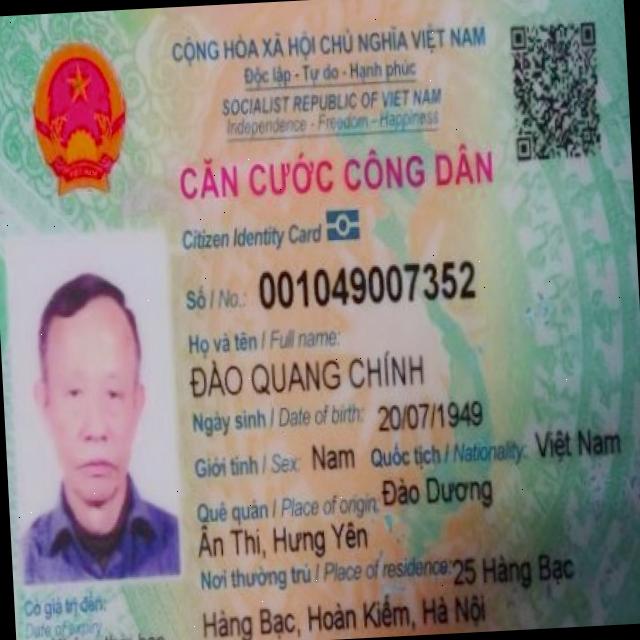 CỘNG HÒA XÃ HỘI CHỦ NGHĨA VIỆT NAM
Độc lập - Tự do - Hạnh phúc
SOCIALIST REPUBLIC OF VIET NAM
Independence - Freedom - Happiness
CĂN CƯỚC CÔNG DÂN
Citizen Identity Card
Số / No.: 001049007352
Họ và tên / Full name:
ĐÀO QUANG CHÍNH
Ngày sinh / Date of birth: 20/07/1949
Giới tính / Sex: Nam Quốc tịch / Nationality: Việt Nam
Quê quán / Place of origin: Đào Dương
Ân Thi, Hưng Yên
Nơi thường trú / Place of residence: 25 Hàng Bạc
Hàng Bạc, Hoàn Kiếm, Hà Nội
Có giá trị đến:
Date of expiry